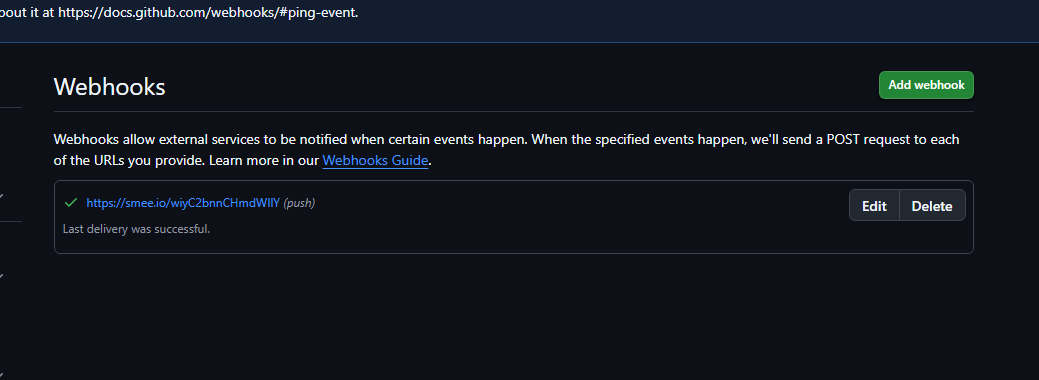 bout it at https://docs.github.com/webhooks/#ping-event.
Webhooks
Add webhook
Webhooks allow external services to be notified when certain events happen. When the specified events happen, we'll send a POST request to each
of the URLs you provide. Learn more in our Webhooks Guide.
https://smee.io/wiyC2bnnCHmdWIlY (push)
Edit
Delete
Last delivery was successful.